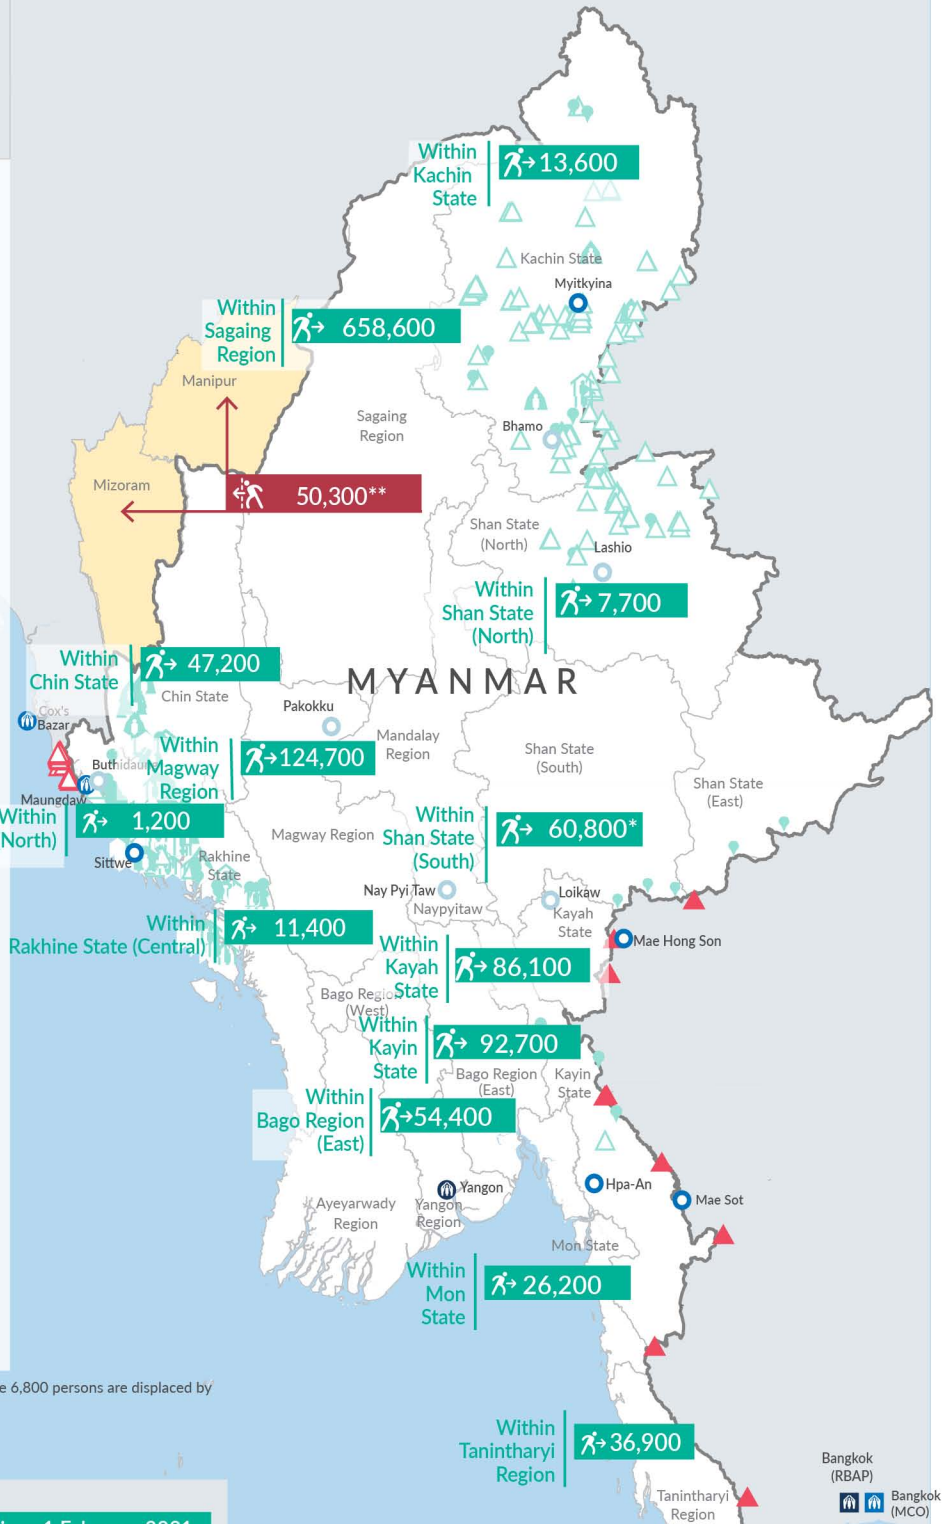 Within
Kachin
State
13,600
Kachin State
Myitkyina
Within
Sagaing
Region
658,600
Manipur
Sagaing
Region
Bhamo
Mizoram
50,300**
Shan State
(North)
Lashio
Within
Shan State
(North)
7,700
Within
Chin State
47,200
MYANMAR
Chin State
Cox's
Bazar
Pakokku
Mandalay
Region
Shan State
(South)
Within
Magway
Region
124,700
Buthidaung
Maungdaw
Shan State
(East)
Within
North)
1,200
Magway Region
Within
Shan State
(South)
60,800*
Sittwe
Rakhine
State
Nay Pyi Taw
Naypyitaw
Loikaw
Kayah
State
Within
Rakhine State (Central)
11,400
Mae Hong Son
Within
Kayah
State
86,100
Bago Region
(West)
Within
Kayin
State
92,700
Bago Region
(East)
Kayin
State
Within
Bago Region
(East)
54,400
Yangon
Hpa-An
Mae Sot
Ayeyarwady
Region
Yangon
Region
Mon State
Within
Mon
State
26,200
e 6,800 persons are displaced by
Within
Tanintharyi
Region
36,900
Bangkok
(RBAP)
Tanintharyi
Region
Bangkok
(MCO)